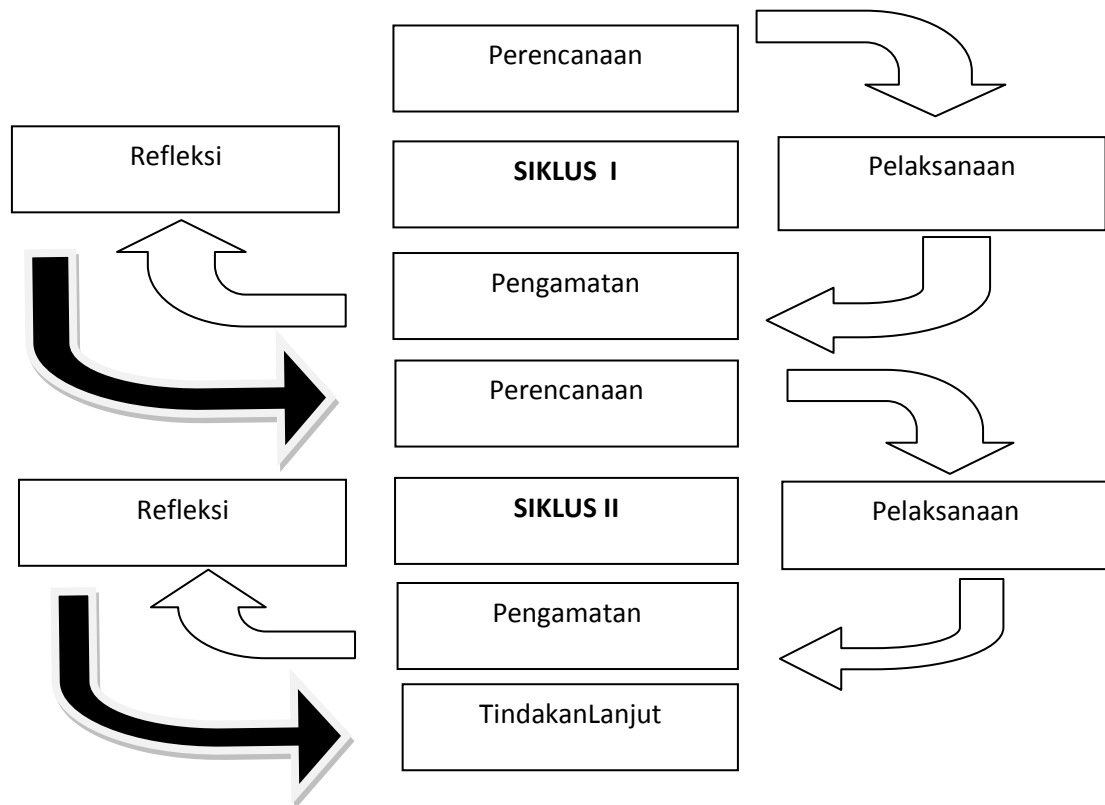 Perencanaan
Refleksi
SIKLUS I
Pelaksanaan
Pengamatan
Perencanaan
Refleksi
SIKLUS II
Pelaksanaan
Pengamatan
TindakanLanjut